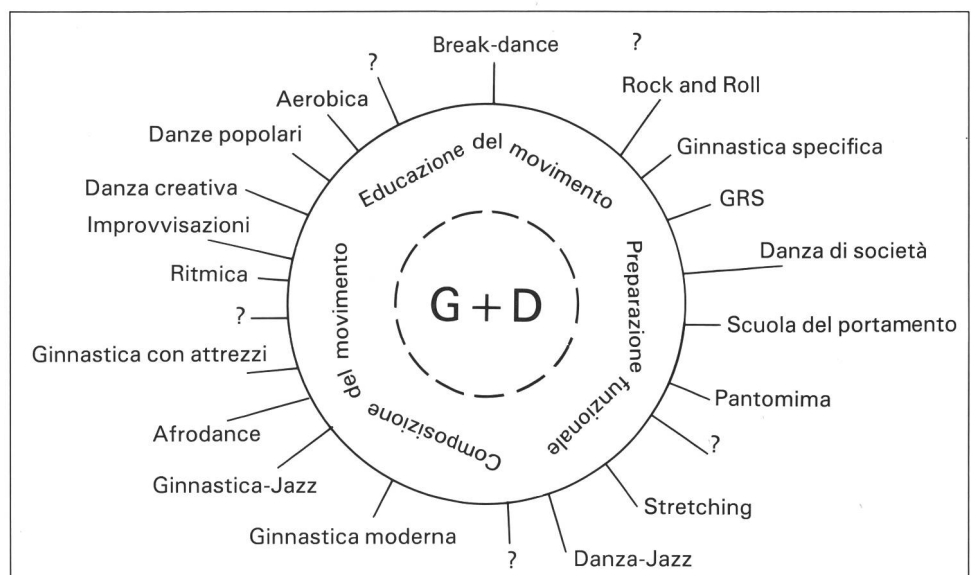 Break-dance
?
?
Rock and Roll
Aerobica
Ginnastica specifica
Danze popolari
GRS
Danza creativa
Danza di società
Improvvisazioni
Scuola del portamento
Ritmica
Pantomima
?
?
Ginnastica con attrezzi
Stretching
Afrodance
Danza-Jazz
Ginnastica-Jazz
?
Ginnastica moderna
Educazione del movimento
Preparazione funzionale
Composizione del movimento
G + D